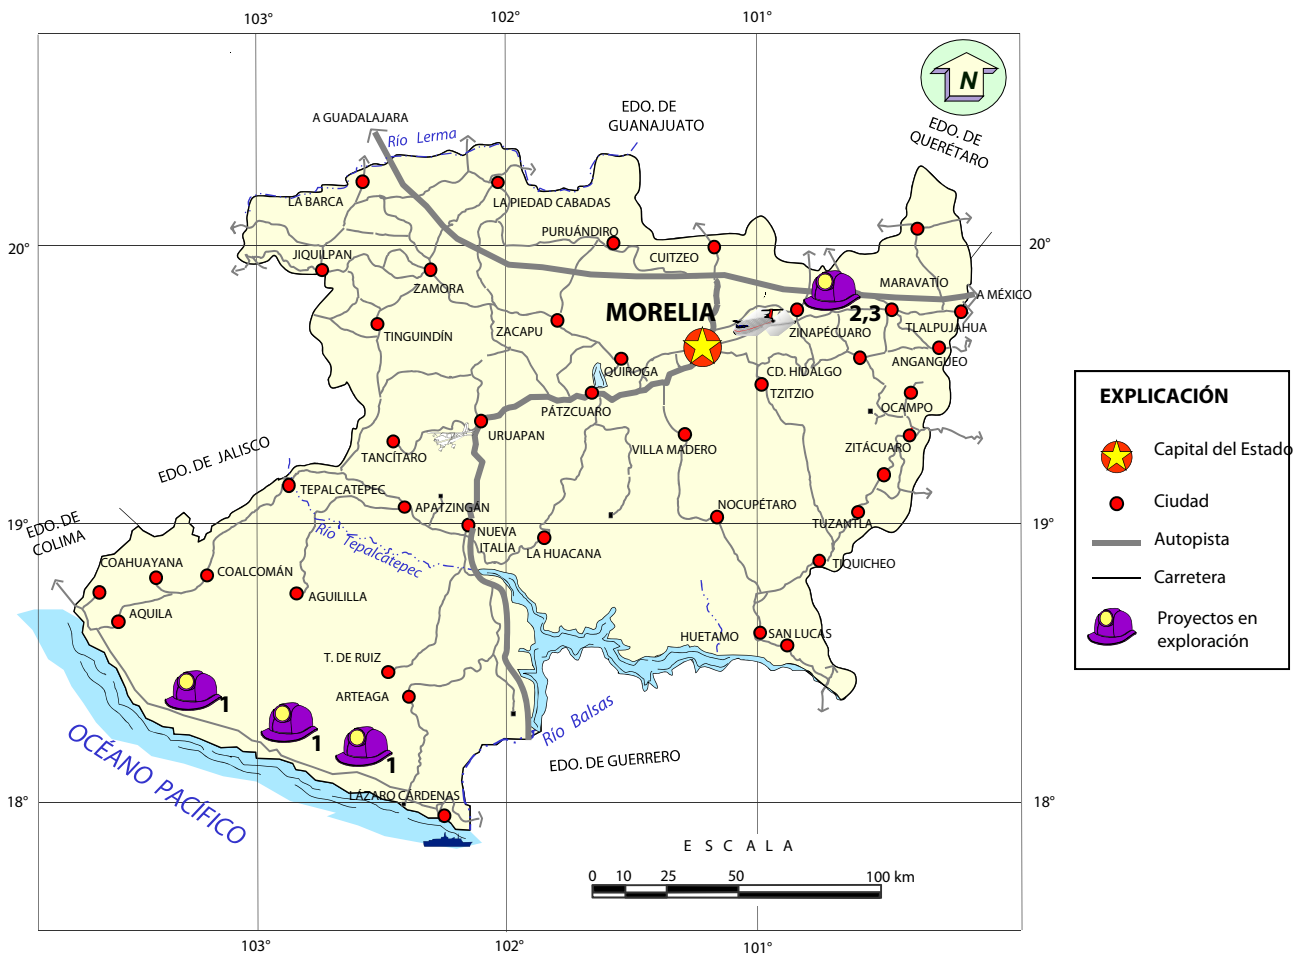 103°
102°
101°
N
EDO. DE
GUANAJUATO
A GUADALAJARA
Río Lerma
EDO. DE
QUERÉTARO
LA BARCA
LA PIEDAD CABADAS
PURUÁNDIRO
20°
20°
CUITZEO
JIQUILPAN
ZAMORA
MARAVATÍO
A MÉXICO
MORELIA
2,3
TINGUINDÍN
ZACAPU
ZINAPÉCUARO
TLALPUJAHUA
ANGANGUEO
QUIROGA
CD. HIDALGO
TZITZIO
PÁTZCUARO
OCAMPO
URUAPAN
TANCÍTARO
VILLA MADERO
ZITÁCUARO
EDO. DE JALISCO
TEPALCATEPEC
APATZINGÁN
NOCUPÉTARO
EDO. DE
COLIMA
19°
19°
Río Tepalcatepec
NUEVA
ITALIA
LA HUACANA
TUZANTLA
TIQUICHEO
COAHUAYANA
COALCOMÁN
AGUILILLA
AQUILA
HUETAMO
SAN LUCAS
T. DE RUIZ
ARTEAGA
1
1
1
Río Balsas
EDO. DE GUERRERO
OCÉANO PACÍFICO
LÁZARO CÁRDENAS
18°
18°
E S C A L A
0 10 25 50 100 km
103°
102°
101°
EXPLICACIÓN
Capital del Estado
Ciudad
Autopista
Carretera
Proyectos en
exploración